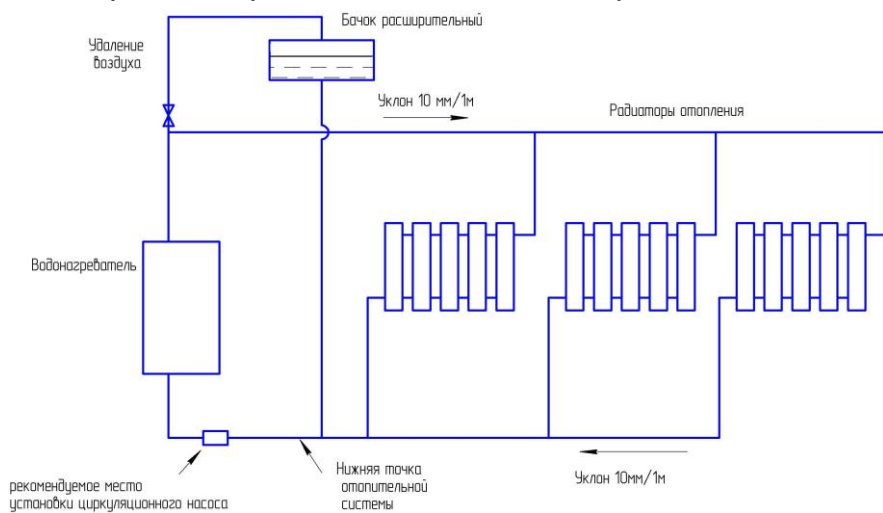 Бачок расширительный
Удаление
воздуха
Уклон 10 мм/1м
Радиаторы отопления
Водонагреватель
рекомендуемое место
установки циркуляционного насоса
Нижняя точка
отопительной
системы
Уклон 10мм/1м